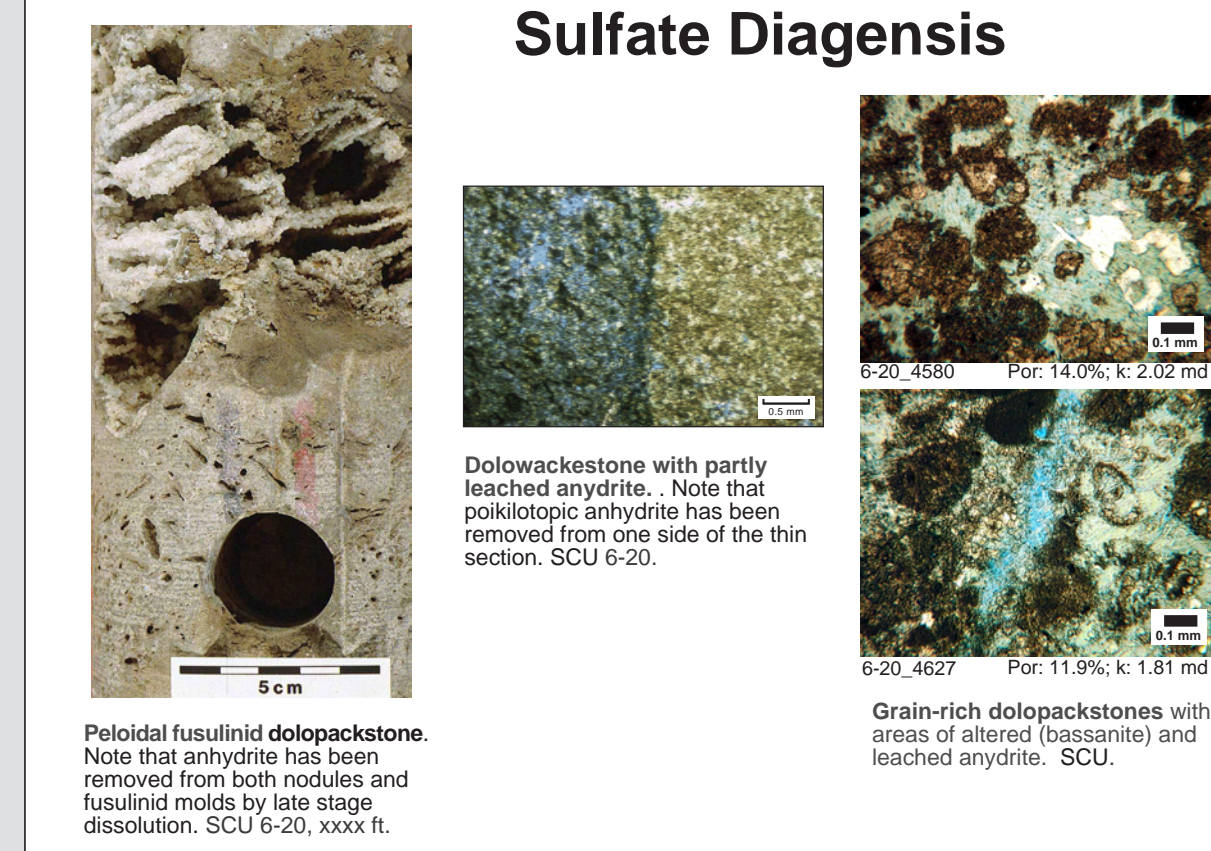 Sulfate Diagensis
5 cm
Peloidal fusulinid dolopackstone.
Note that anhydrite has been
removed from both nodules and
fusulinid molds by late stage
dissolution. SCU 6-20, xxxx ft.
0.5 mm
Dolowackestone with partly
leached anydrite. . Note that
poikilotopic anhydrite has been
removed from one side of the thin
section. SCU 6-20.
0.1 mm
6-20_4580 Por: 14.0%; k: 2.02 md
0.1 mm
6-20_4627 Por: 11.9%; k: 1.81 md
Grain-rich dolopackstones with
areas of altered (bassanite) and
leached anydrite. SCU.